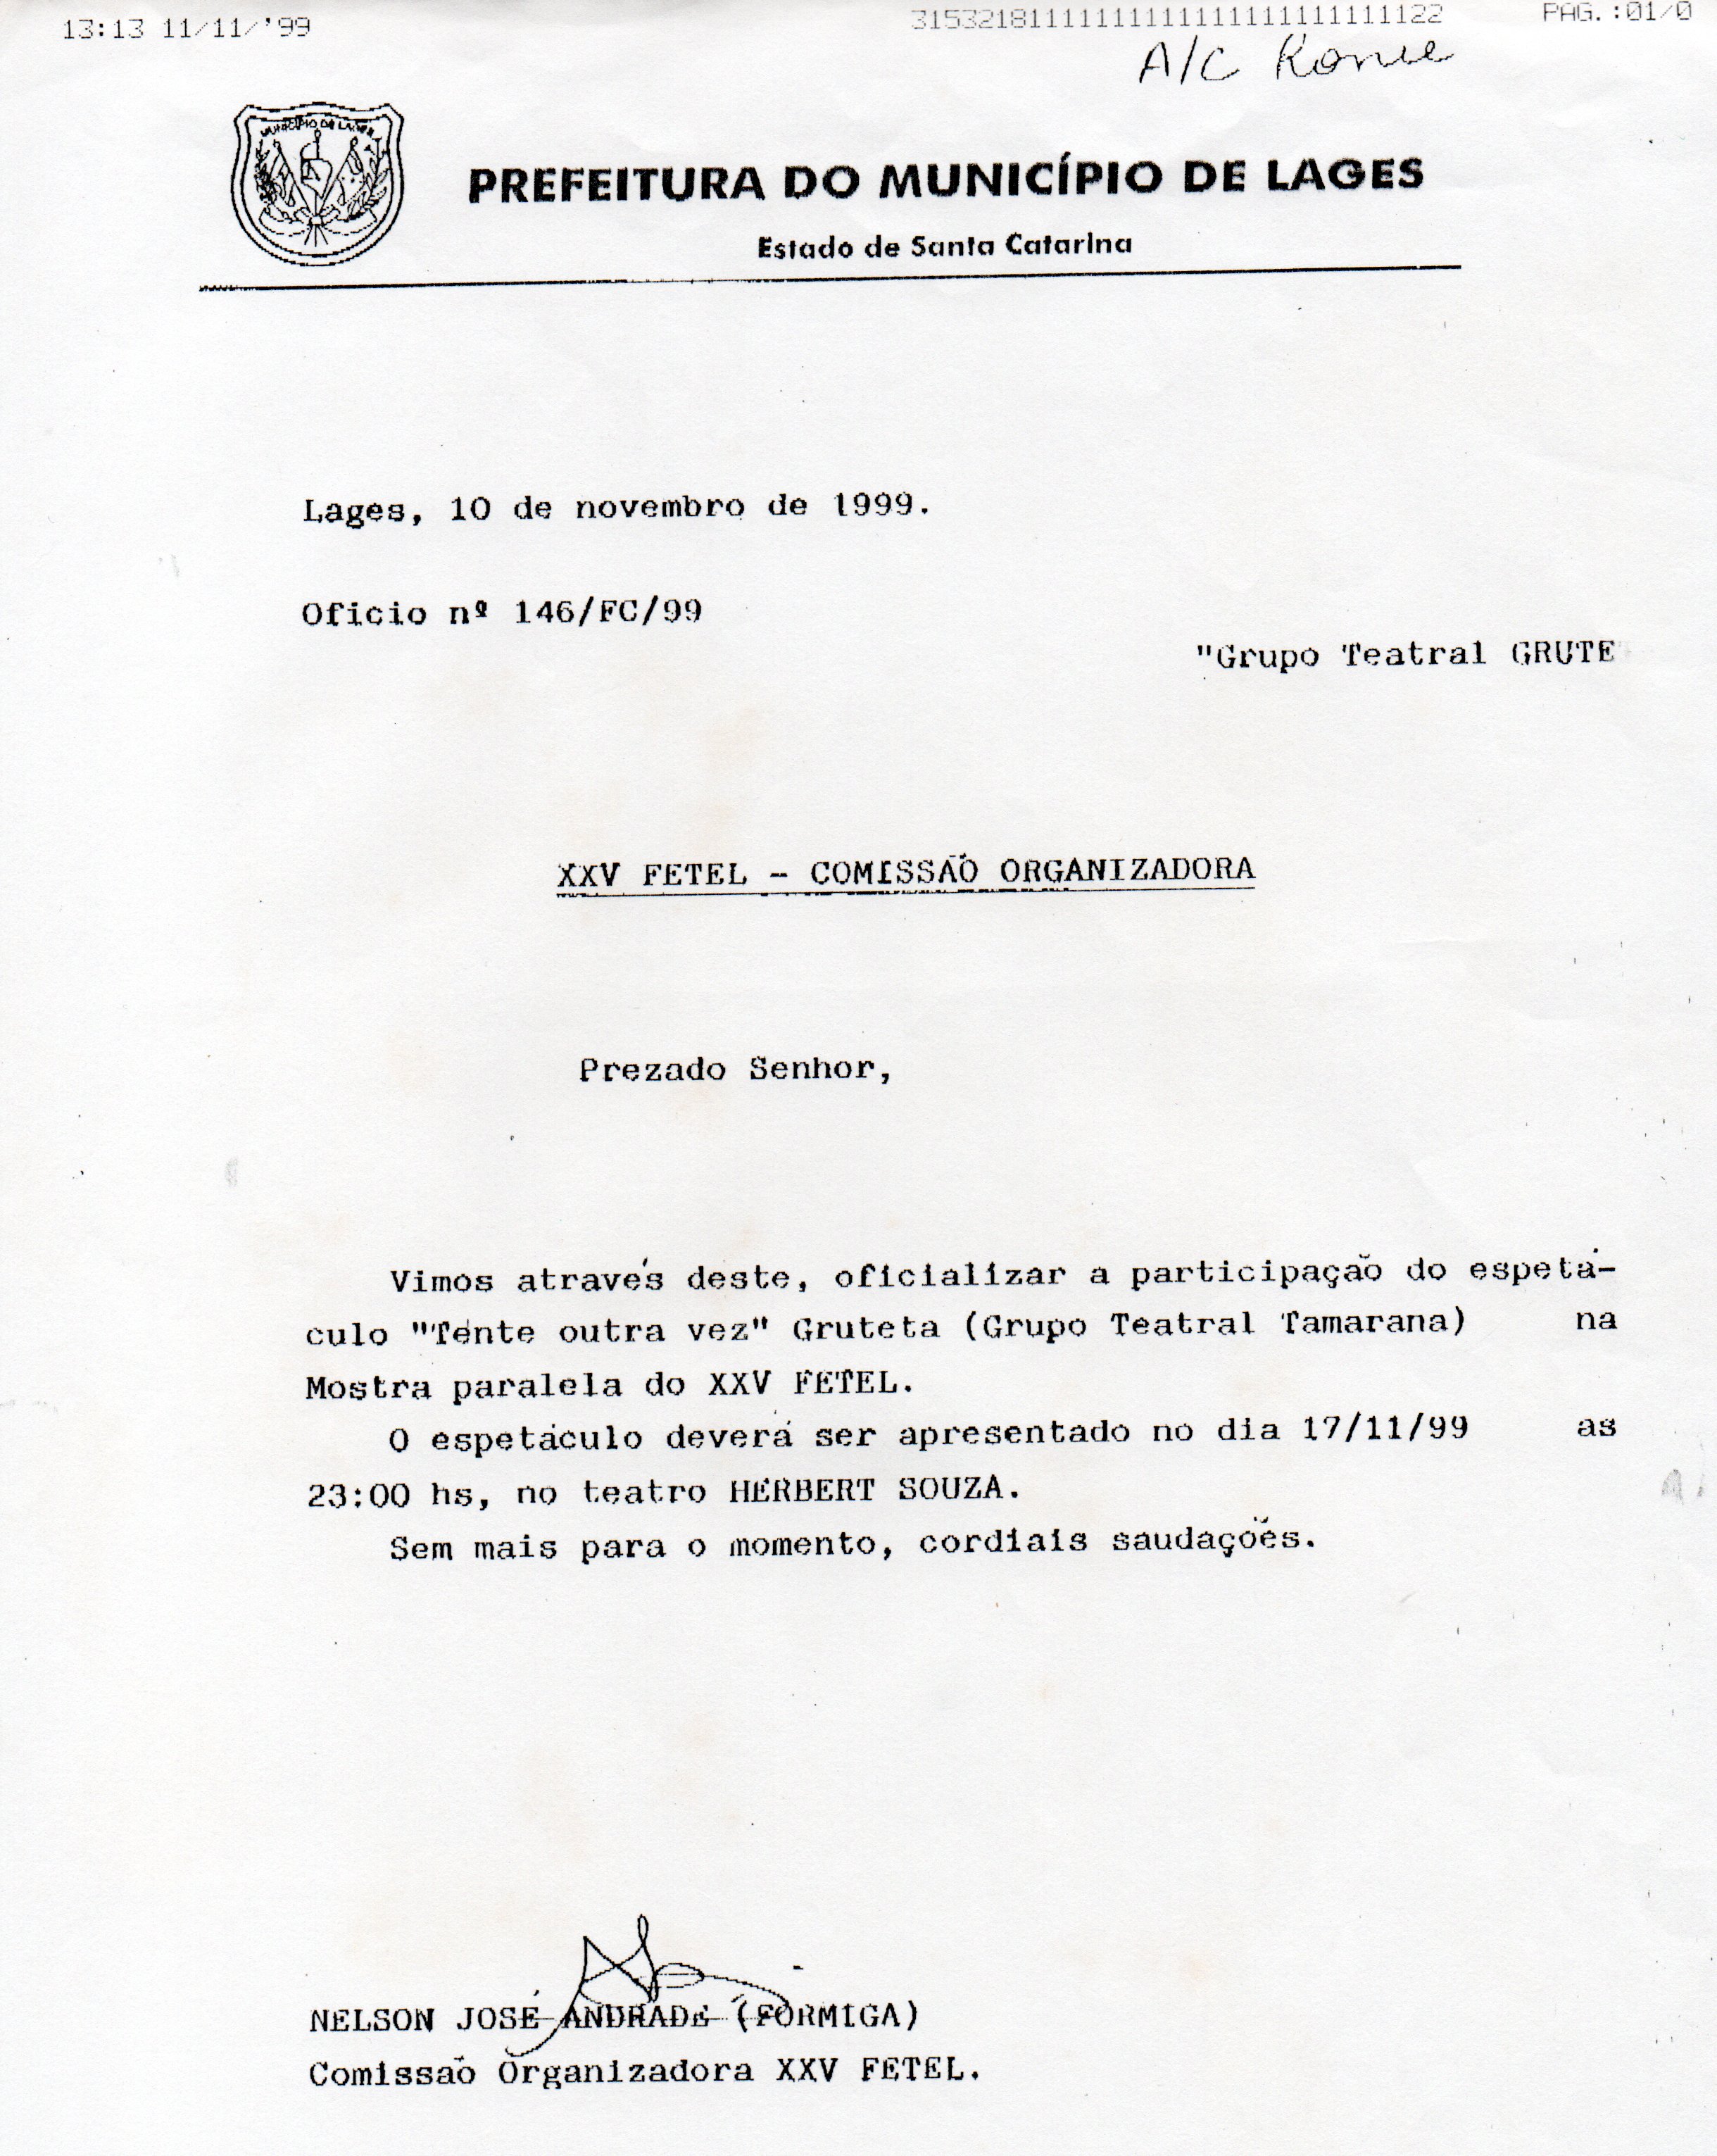 13:13 11/11/'99
PAG.:01/0
A/C
MUNICÍPIO DE LAGES
PREFEITURA DO MUNICÍPIO DE LAGES
Estado de Santa Catarina
Lages, 10 de novembro de 1999.
Oficio nº 146/FC/99
"Grupo Teatral GRUTE
XXV FETEL - COMISSÃO ORGANIZADORA
Prezado Senhor,
Vimos através deste, oficializar a participação do espetá-
culo "Tente outra vez" Gruteta (Grupo Teatral Tamarana) na
Mostra paralela do XXV FETEL.
O espetáculo deverá ser apresentado no dia 17/11/99 as
23:00 hs, no teatro HERBERT SOUZA.
Sem mais para o momento, cordiais saudações.
NELSON JOSÉ ANDRADE (FORMIGA)
Comissão Organizadora XXV FETEL.